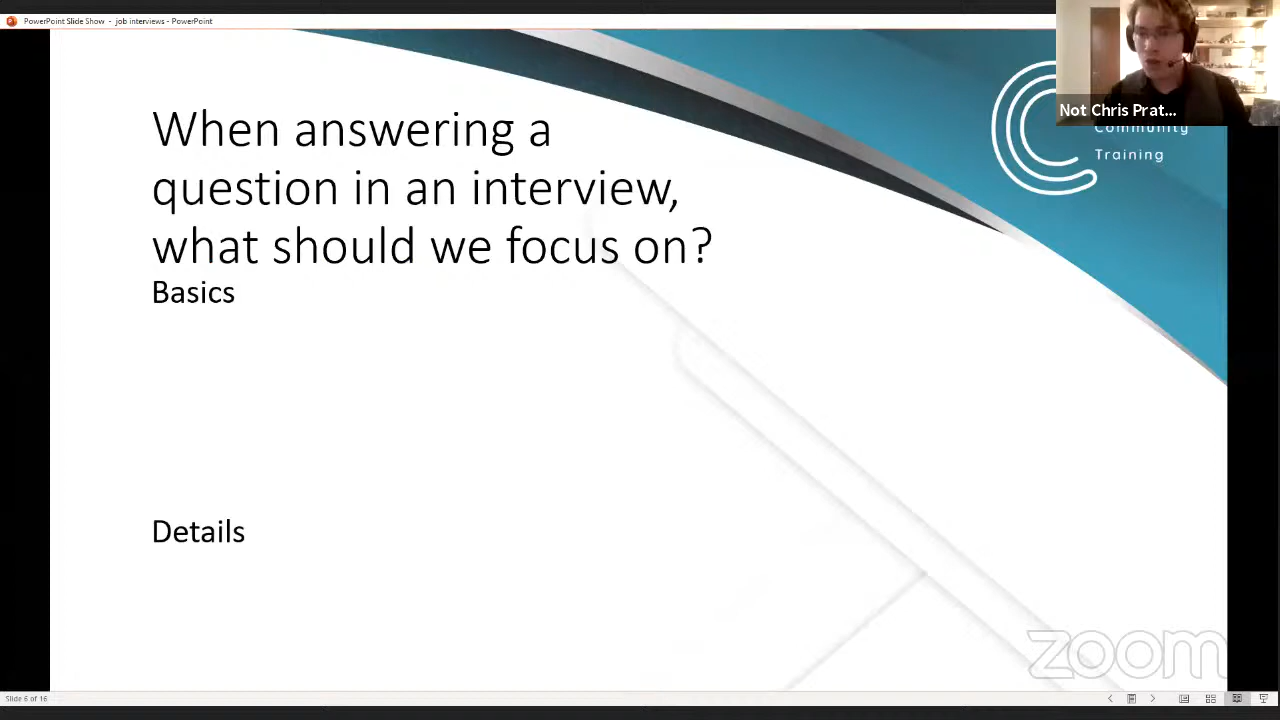 PowerPoint Slide Show - job interviews - PowerPoint
Not Chris Prat...
Community
Training
When answering a
question in an interview,
what should we focus on?
Basics
Details
zoom
Slide 6 of 16